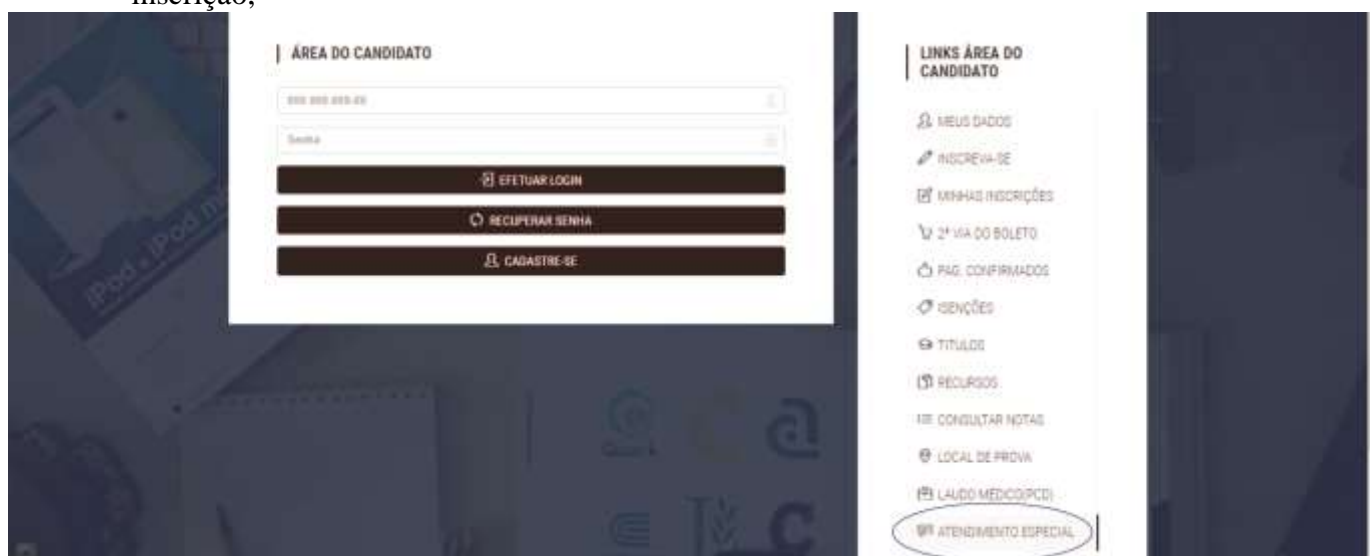 inscrição;
ÁREA DO CANDIDATO
Senha
EFETUAR LOGIN
RECUPERAR SENHA
CADASTRE-SE
LINKS ÁREA DO
CANDIDATO
MEUS DADOS
INSCREVA-SE
MINHAS INSCRIÇÕES
2ª VIA DO BOLETO
PAG. CONFIRMADOS
ISENÇÕES
TITULOS
RECURSOS
CONSULTAR NOTAS
LOCAL DE PROVA
LAUDO MÉDICO(PCD)
ATENDIMENTO ESPECIAL
iPod